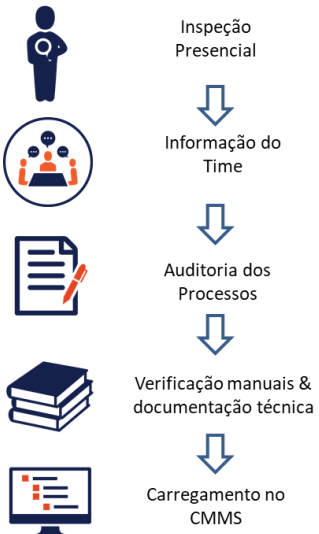 Inspeção
Presencial
Informação do
Time
Auditoria dos
Processos
Verificação manuais &
documentação técnica
Carregamento no
CMMS